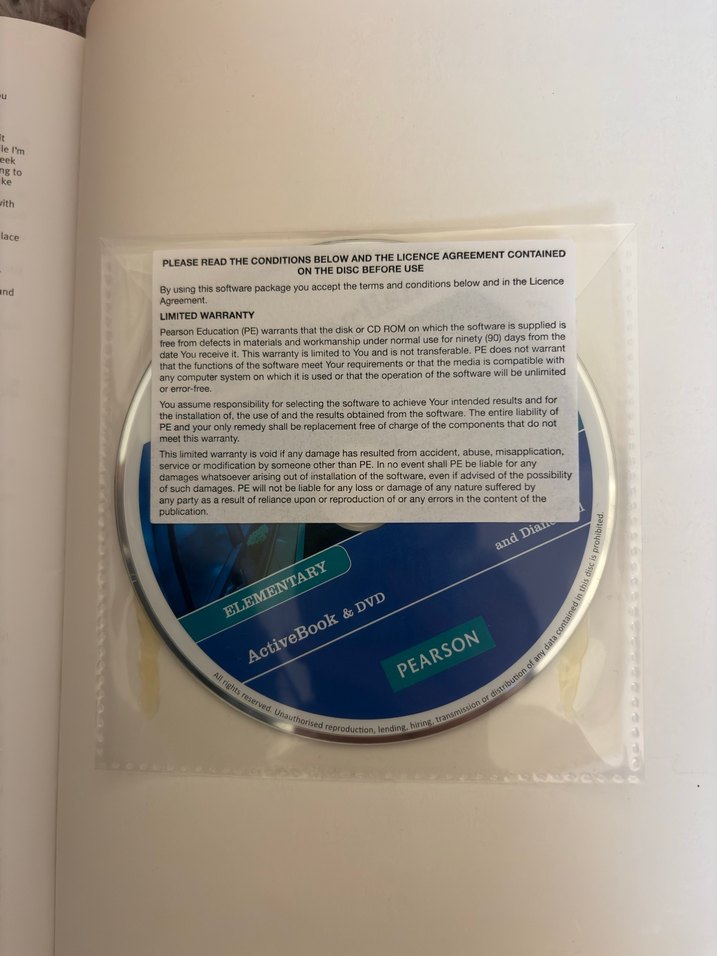 u
it
le I'm
eek
ng to
ke
with
lace
and
PLEASE READ THE CONDITIONS BELOW AND THE LICENCE AGREEMENT CONTAINED
ON THE DISC BEFORE USE
By using this software package you accept the terms and conditions below and in the Licence
Agreement.
LIMITED WARRANTY
Pearson Education (PE) warrants that the disk or CD ROM on which the software is supplied is
free from defects in materials and workmanship under normal use for ninety (90) days from the
date You receive it. This warranty is limited to You and is not transferable. PE does not warrant
that the functions of the software meet Your requirements or that the media is compatible with
any computer system on which it is used or that the operation of the software will be unlimited
or error-free.
You assume responsibility for selecting the software to achieve Your intended results and for
the installation of, the use of and the results obtained from the software. The entire liability of
PE and your only remedy shall be replacement free of charge of the components that do not
meet this warranty.
This limited warranty is void if any damage has resulted from accident, abuse, misapplication,
service or modification by someone other than PE. In no event shall PE be liable for any
damages whatsoever arising out of installation of the software, even if advised of the possibility
of such damages. PE will not be liable for any loss or damage of any nature suffered by
any party as a result of reliance upon or reproduction of or any errors in the content of the
publication.
and
ELEMENTARY
ActiveBook & DVD
PEARSON
All rights reserved. Unauthorised reproduction, lending, hiring, transmission or distribution of any data contained in this disc is prohibited.